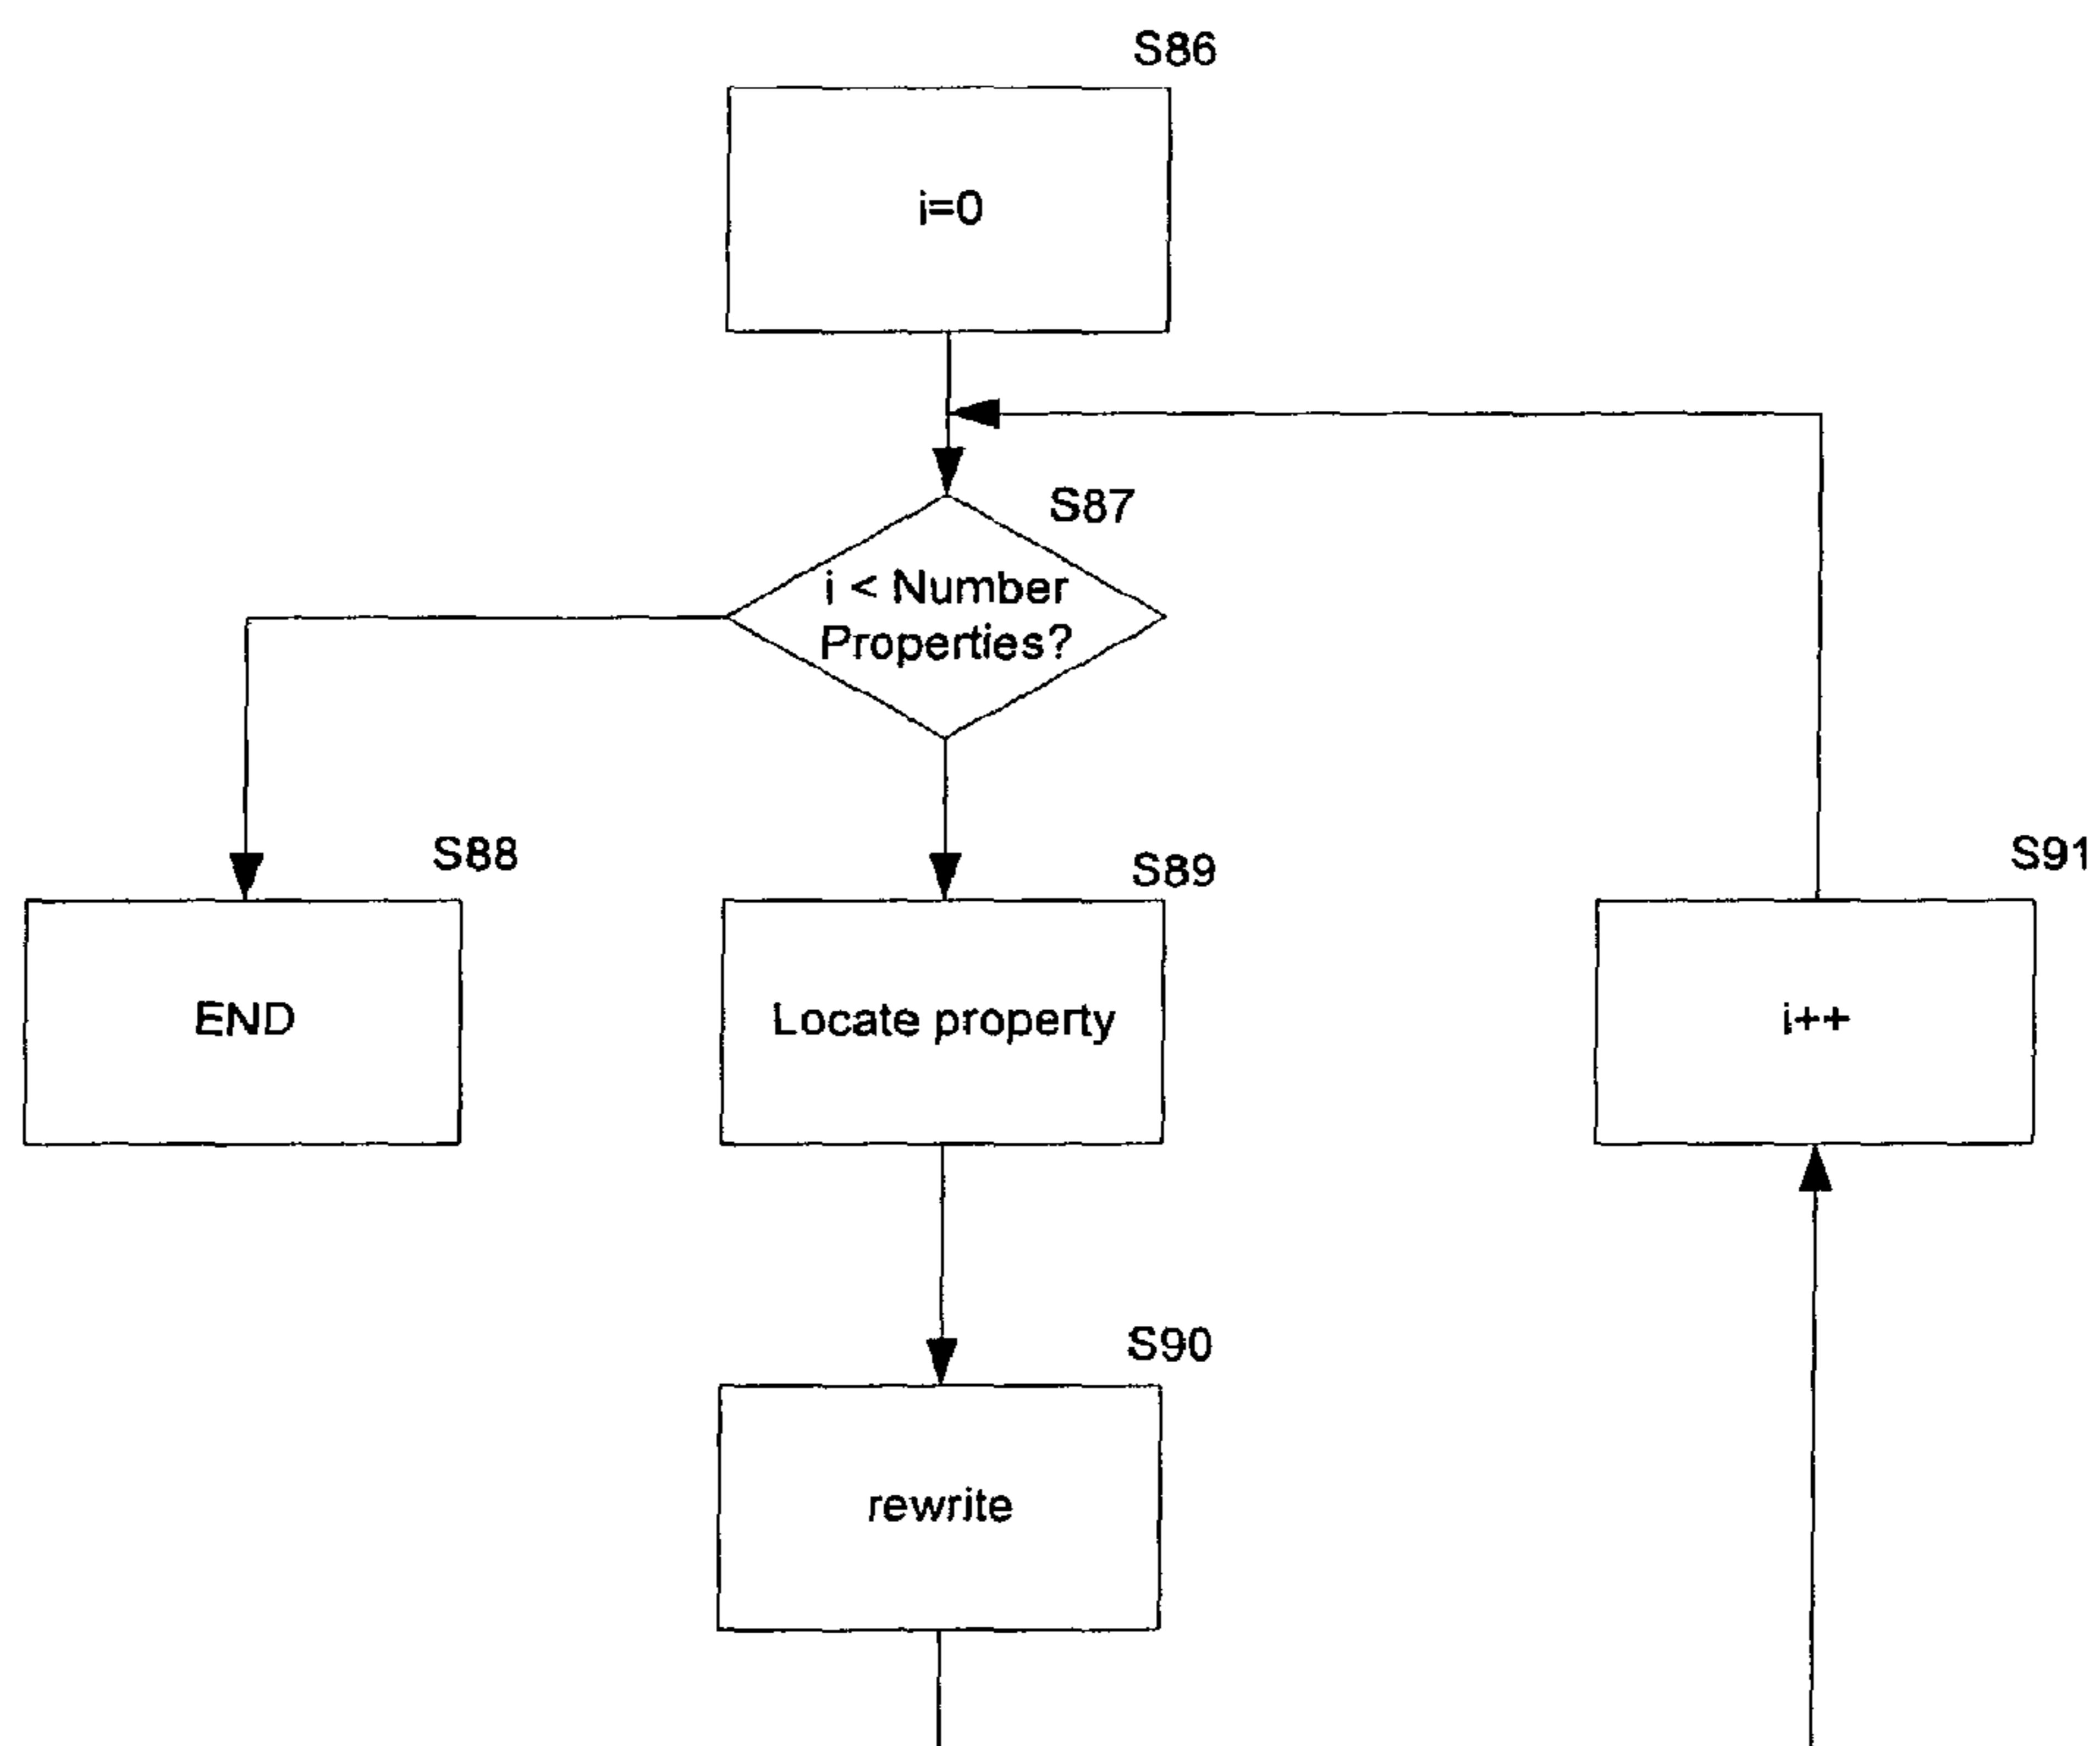 S86
i=0
S87
i < Number
Properties?
S88
S89
S91
END
Locate property
i++
S90
rewrite